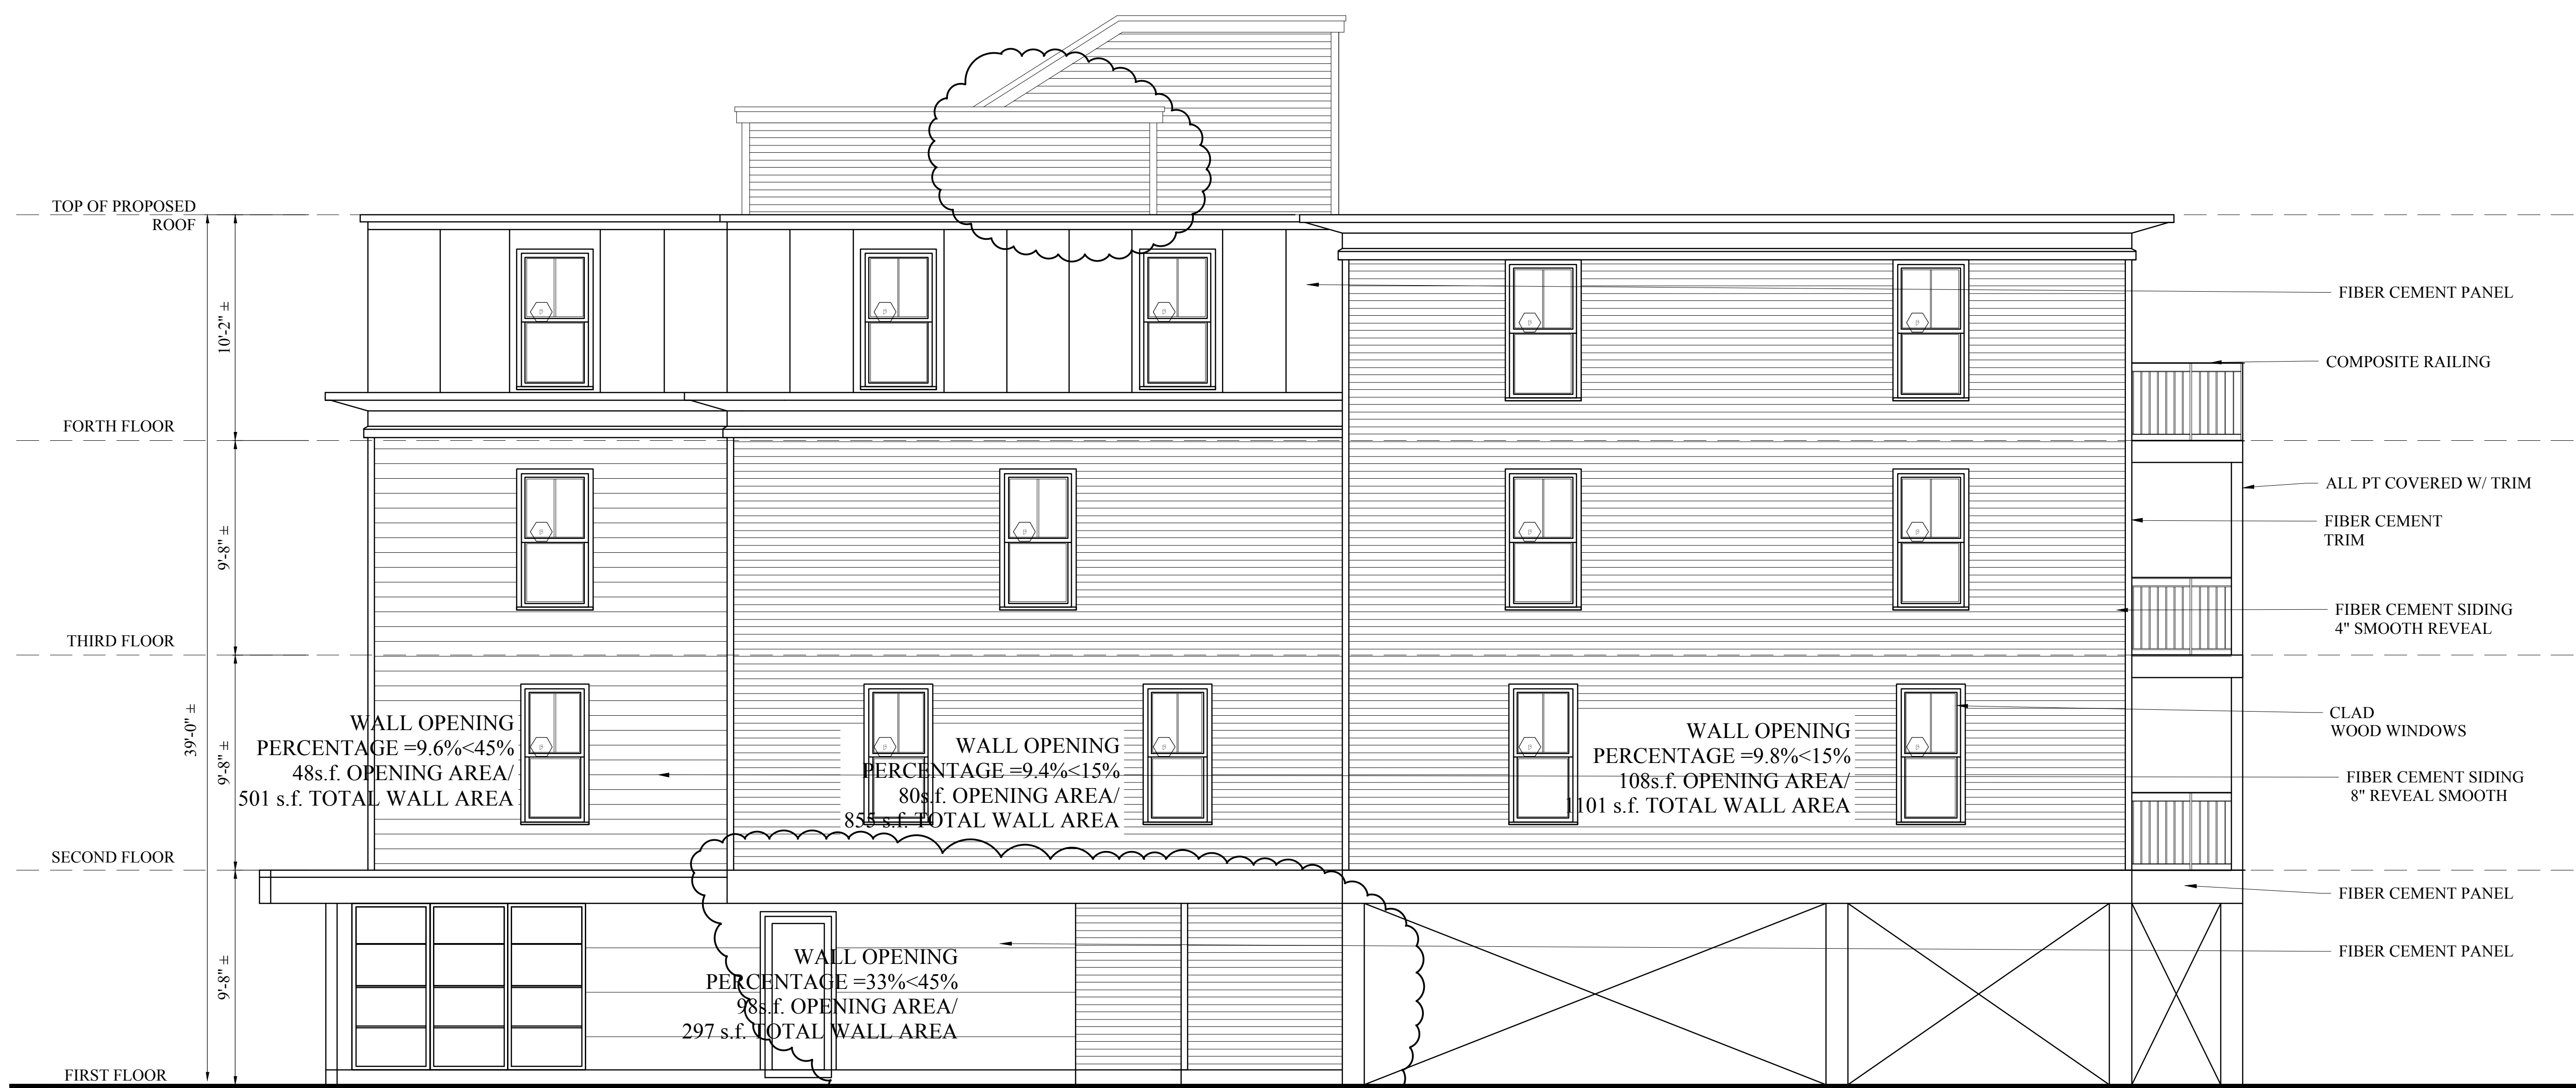 TOP OF PROPOSED
ROOF
10'-2" ±
FORTH FLOOR
9'-8" ±
THIRD FLOOR
39'-0" ±
9'-8" ±
SECOND FLOOR
9'-8" ±
FIRST FLOOR
WALL OPENING
PERCENTAGE =9.6%<45%
48s.f. OPENING AREA/
501 s.f. TOTAL WALL AREA
WALL OPENING
PERCENTAGE =9.4%<15%
80s.f. OPENING AREA/
855 s.f. TOTAL WALL AREA
WALL OPENING
PERCENTAGE =9.8%<15%
108s.f. OPENING AREA/
1101 s.f. TOTAL WALL AREA
WALL OPENING
PERCENTAGE =33%<45%
98s.f. OPENING AREA/
297 s.f. TOTAL WALL AREA
FIBER CEMENT PANEL
COMPOSITE RAILING
ALL PT COVERED W/ TRIM
FIBER CEMENT
TRIM
FIBER CEMENT SIDING
4" SMOOTH REVEAL
CLAD
WOOD WINDOWS
FIBER CEMENT SIDING
8" REVEAL SMOOTH
FIBER CEMENT PANEL
FIBER CEMENT PANEL